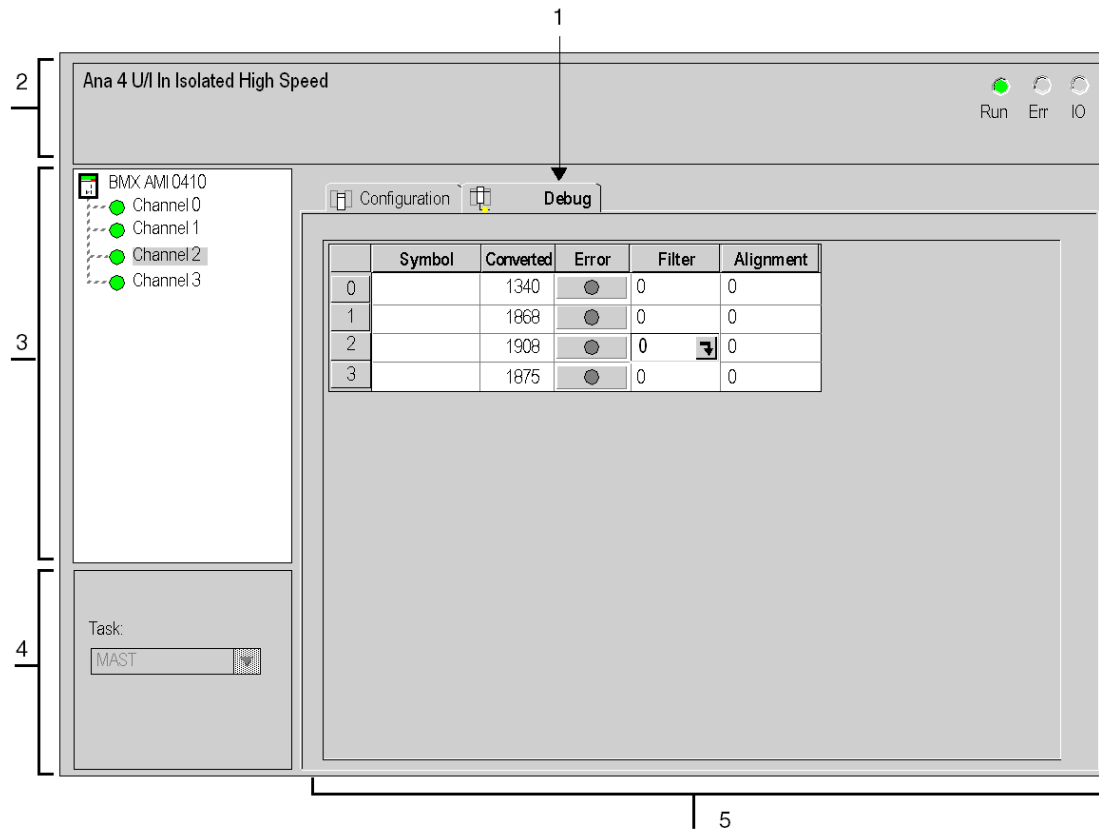 1
2
Ana 4 U/I In Isolated High Speed
Run Err IO
3
BMX AMI 0410
Channel 0
Channel 1
Channel 2
Channel 3
Configuration Debug
Symbol Converted Error Filter Alignment
0 1340 0 0
1 1868 0 0
2 1908 0 0
3 1875 0 0
4
Task:
MAST
5